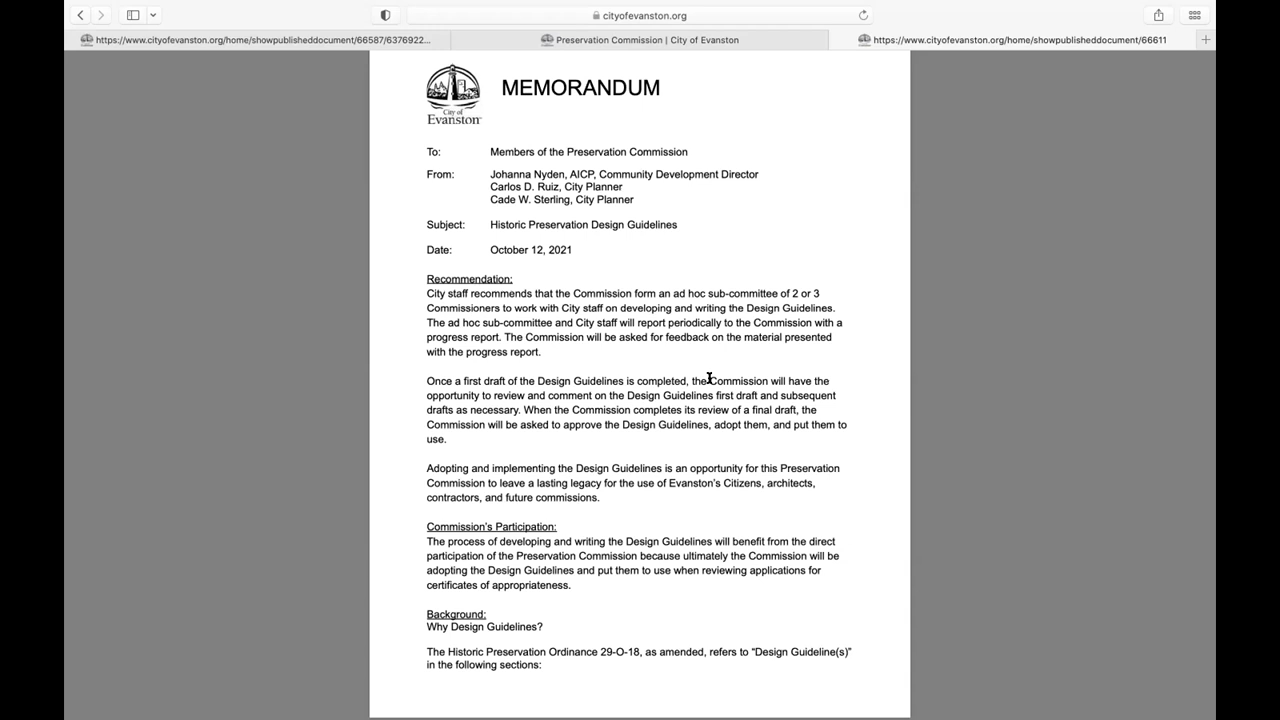 cityofevanston.org
https://www.cityofevanston.org/home/showpublisheddocument/66587/6376922...
Preservation Commission | City of Evanston
https://www.cityofevanston.org/home/showpublisheddocument/66611
City of
Evanston
MEMORANDUM
To: Members of the Preservation Commission
From: Johanna Nyden, AICP, Community Development Director
Carlos D. Ruiz, City Planner
Cade W. Sterling, City Planner
Subject: Historic Preservation Design Guidelines
Date: October 12, 2021
Recommendation:
City staff recommends that the Commission form an ad hoc sub-committee of 2 or 3
Commissioners to work with City staff on developing and writing the Design Guidelines.
The ad hoc sub-committee and City staff will report periodically to the Commission with a
progress report. The Commission will be asked for feedback on the material presented
with the progress report.
Once a first draft of the Design Guidelines is completed, the Commission will have the
opportunity to review and comment on the Design Guidelines first draft and subsequent
drafts as necessary. When the Commission completes its review of a final draft, the
Commission will be asked to approve the Design Guidelines, adopt them, and put them to
use.
Adopting and implementing the Design Guidelines is an opportunity for this Preservation
Commission to leave a lasting legacy for the use of Evanston's Citizens, architects,
contractors, and future commissions.
Commission's Participation:
The process of developing and writing the Design Guidelines will benefit from the direct
participation of the Preservation Commission because ultimately the Commission will be
adopting the Design Guidelines and put them to use when reviewing applications for
certificates of appropriateness.
Background:
Why Design Guidelines?
The Historic Preservation Ordinance 29-O-18, as amended, refers to "Design Guideline(s)"
in the following sections: